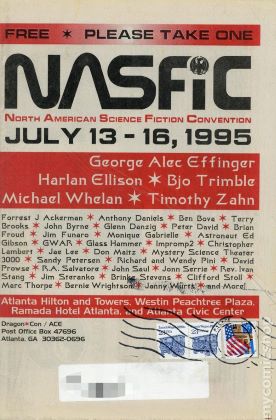 FREE ✶ PLEASE TAKE ONE
NASFiC
NORTH AMERICAN SCIENCE FICTION CONVENTION
JULY 13 - 16, 1995
George Alec Effinger
Harlan Ellison ✶ Bjo Trimble
Michael Whelan ✶ Timothy Zahn
Forrest J Ackerman ✶ Anthony Daniels ✶ Ben Bova ✶ Terry
Brooks ✶ John Byrne ✶ Glenn Danzig ✶ Peter David ✶ Brian
Froud ✶ Jim Funaro ✶ Monique Gabrielle ✶ Astronaut Ed
Gibson ✶ GWAR ✶ Glass Hammer ✶ Impromp2 ✶ Christopher
Lambert ✶ Jae Lee ✶ Don Maitz ✶ Mystery Science Theater
3000 ✶ Sandy Petersen ✶ Richard and Wendy Pini ✶ David
Prowse ✶ R.A. Salvatore ✶ John Saul ✶ Jonn Serrie ✶ Rev. Ivan
Stang ✶ Jim Steranko ✶ Brinke Stevens ✶ Clifford Stoll
Marc Thorpe ✶ Bernie Wrightson ✶ Janny Wurts ✶ and More!
Atlanta Hilton and Towers, Westin Peachtree Plaza,
Ramada Hotel Atlanta, and Atlanta Civic Center
Dragon✶Con / ACE
Post Office Box 47696
Atlanta, GA 30362-0696